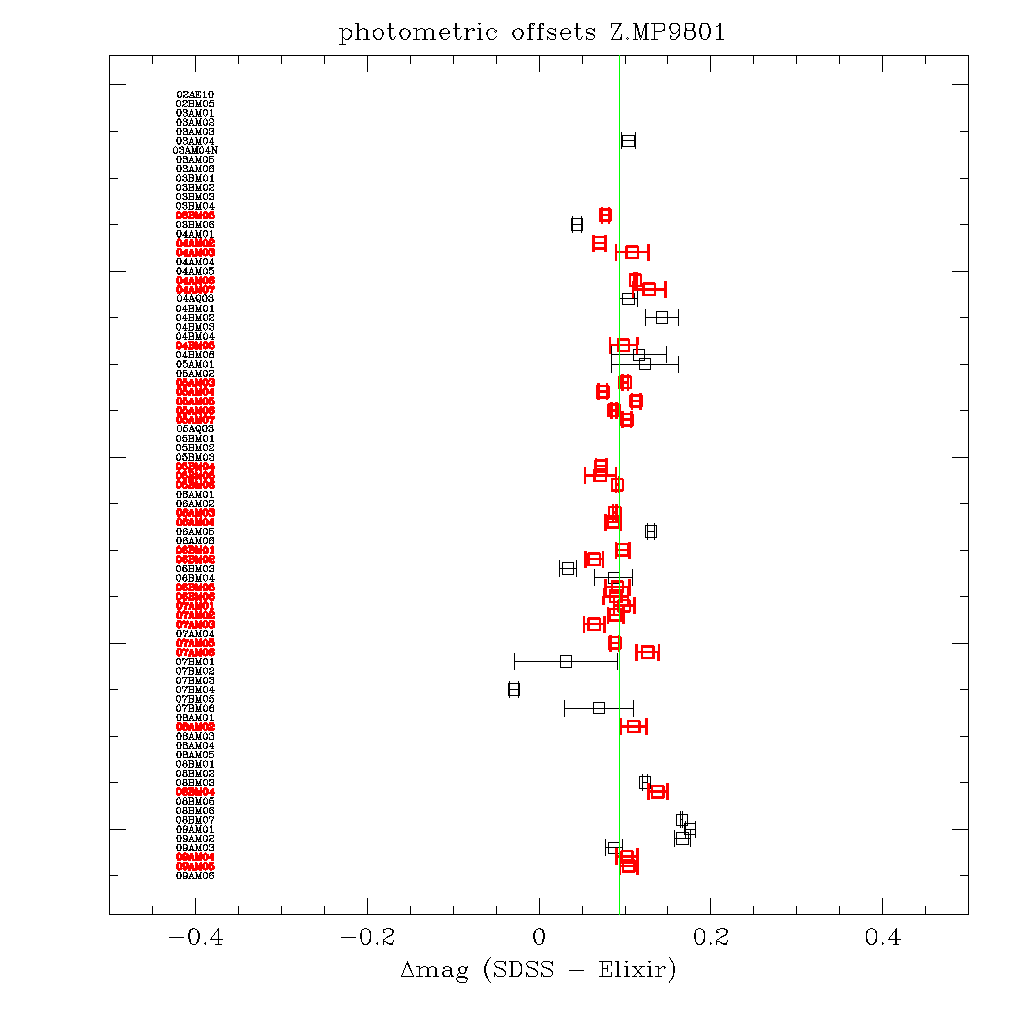 photometric offsets Z.MP9801
02AE10
02BM05
03AM01
03AM02
03AM03
03AM04
03AM04N
03AM05
03AM06
03BM01
03BM02
03BM03
03BM04
03BM05
03BM06
04AM01
04AM02
04AM03
04AM04
04AM05
04AM06
04AM07
04AQ03
04BM01
04BM02
04BM03
04BM04
04BM05
04BM06
05AM01
05AM02
05AM03
05AM04
05AM05
05AM06
05AM07
05AQ03
05BM01
05BM02
05BM03
05BM04
05BM05
05BM06
06AM01
06AM02
06AM03
06AM04
06AM05
06AM06
06BM01
06BM02
06BM03
06BM04
06BM05
06BM06
07AM01
07AM02
07AM03
07AM04
07AM05
07AM06
07BM01
07BM02
07BM03
07BM04
07BM05
07BM06
08AM01
08AM02
08AM03
08AM04
08AM05
08BM01
08BM02
08BM03
08BM04
08BM05
08BM06
08BM07
09AM01
09AM02
09AM03
09AM04
09AM05
09AM06
−0.4 −0.2 0 0.2 0.4
Δmag (SDSS − Elixir)